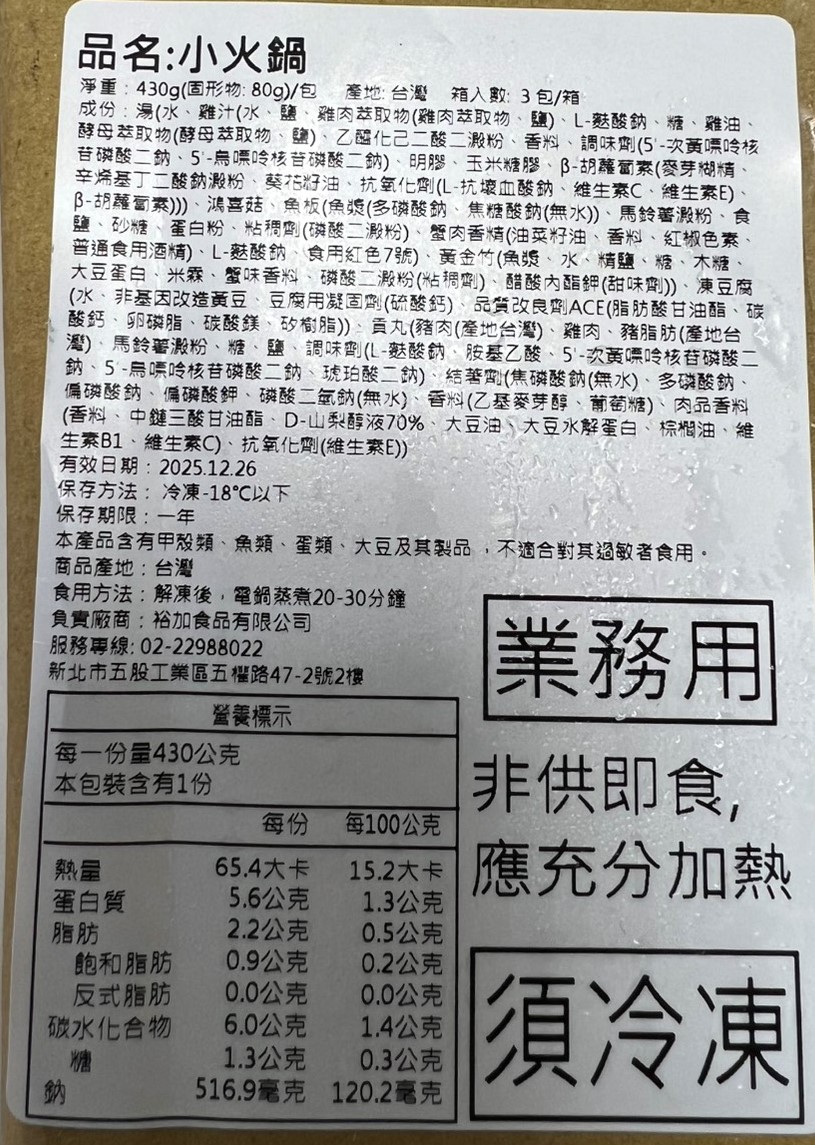 品名:小火鍋
淨重：430g(固形物: 80g)/包　產地: 台灣　箱入數: 3 包/箱
成份：湯(水、雞汁(水、鹽、雞肉萃取物(雞肉萃取物、鹽)、L-麩酸鈉、糖、雞油、
酵母萃取物(酵母萃取物、鹽)、乙醯化己二酸二澱粉、香料、調味劑(5'-次黃嘌呤核
苷磷酸二鈉、5'-鳥嘌呤核苷磷酸二鈉)、明膠、玉米糖膠、β-胡蘿蔔素(麥芽糊精、
辛烯基丁二酸鈉澱粉、葵花籽油、抗氧化劑(L-抗壞血酸鈉、維生素C、維生素E)、
β-胡蘿蔔素)))、鴻喜菇、魚板(魚漿(多磷酸鈉、焦糖酸鈉(無水))、馬鈴薯澱粉、食
鹽、砂糖、蛋白粉、粘稠劑(磷酸二澱粉)、蟹肉香精(油菜籽油、香料、紅椒色素、
普通食用酒精)、L-麩酸鈉、食用紅色7號)、黃金竹(魚漿、水、精鹽、糖、木糖、
大豆蛋白、米霖、蟹味香料、磷酸二澱粉(粘稠劑)、醋酸內酯鉀(甜味劑))、凍豆腐
(水、非基因改造黃豆、豆腐用凝固劑(硫酸鈣)、品質改良劑ACE(脂肪酸甘油酯、碳
酸鈣、卵磷脂、碳酸鎂、矽樹脂))、貢丸(豬肉(產地台灣)、雞肉、豬脂肪(產地台
灣)、馬鈴薯澱粉、糖、鹽、調味劑(L-麩酸鈉、胺基乙酸、5'-次黃嘌呤核苷磷酸二
鈉、5'-鳥嘌呤核苷磷酸二鈉、琥珀酸二鈉)、結著劑(焦磷酸鈉(無水)、多磷酸鈉、
偏磷酸鈉、偏磷酸鉀、磷酸二氫鈉(無水)、香料(乙基麥芽醇、葡萄糖)、肉品香料
(香料、中鏈三酸甘油酯、D-山梨醇液70%、大豆油、大豆水解蛋白、棕櫚油、維
生素B1、維生素C)、抗氧化劑(維生素E))
有效日期：2025.12.26
保存方法：冷凍-18°C以下
保存期限：一年
本產品含有甲殼類、魚類、蛋類、大豆及其製品，不適合對其過敏者食用。
商品產地：台灣
食用方法：解凍後，電鍋蒸煮20-30分鐘
負責廠商：裕加食品有限公司
服務專線: 02-22988022
新北市五股工業區五權路47-2號2樓
業務用
非供即食,
應充分加熱
須冷凍
營養標示
每一份量430公克
本包裝含有1份
每份　每100公克
熱量　65.4大卡　15.2大卡
蛋白質　5.6公克　1.3公克
脂肪　2.2公克　0.5公克
飽和脂肪　0.9公克　0.2公克
反式脂肪　0.0公克　0.0公克
碳水化合物　6.0公克　1.4公克
糖　1.3公克　0.3公克
鈉　516.9毫克　120.2毫克